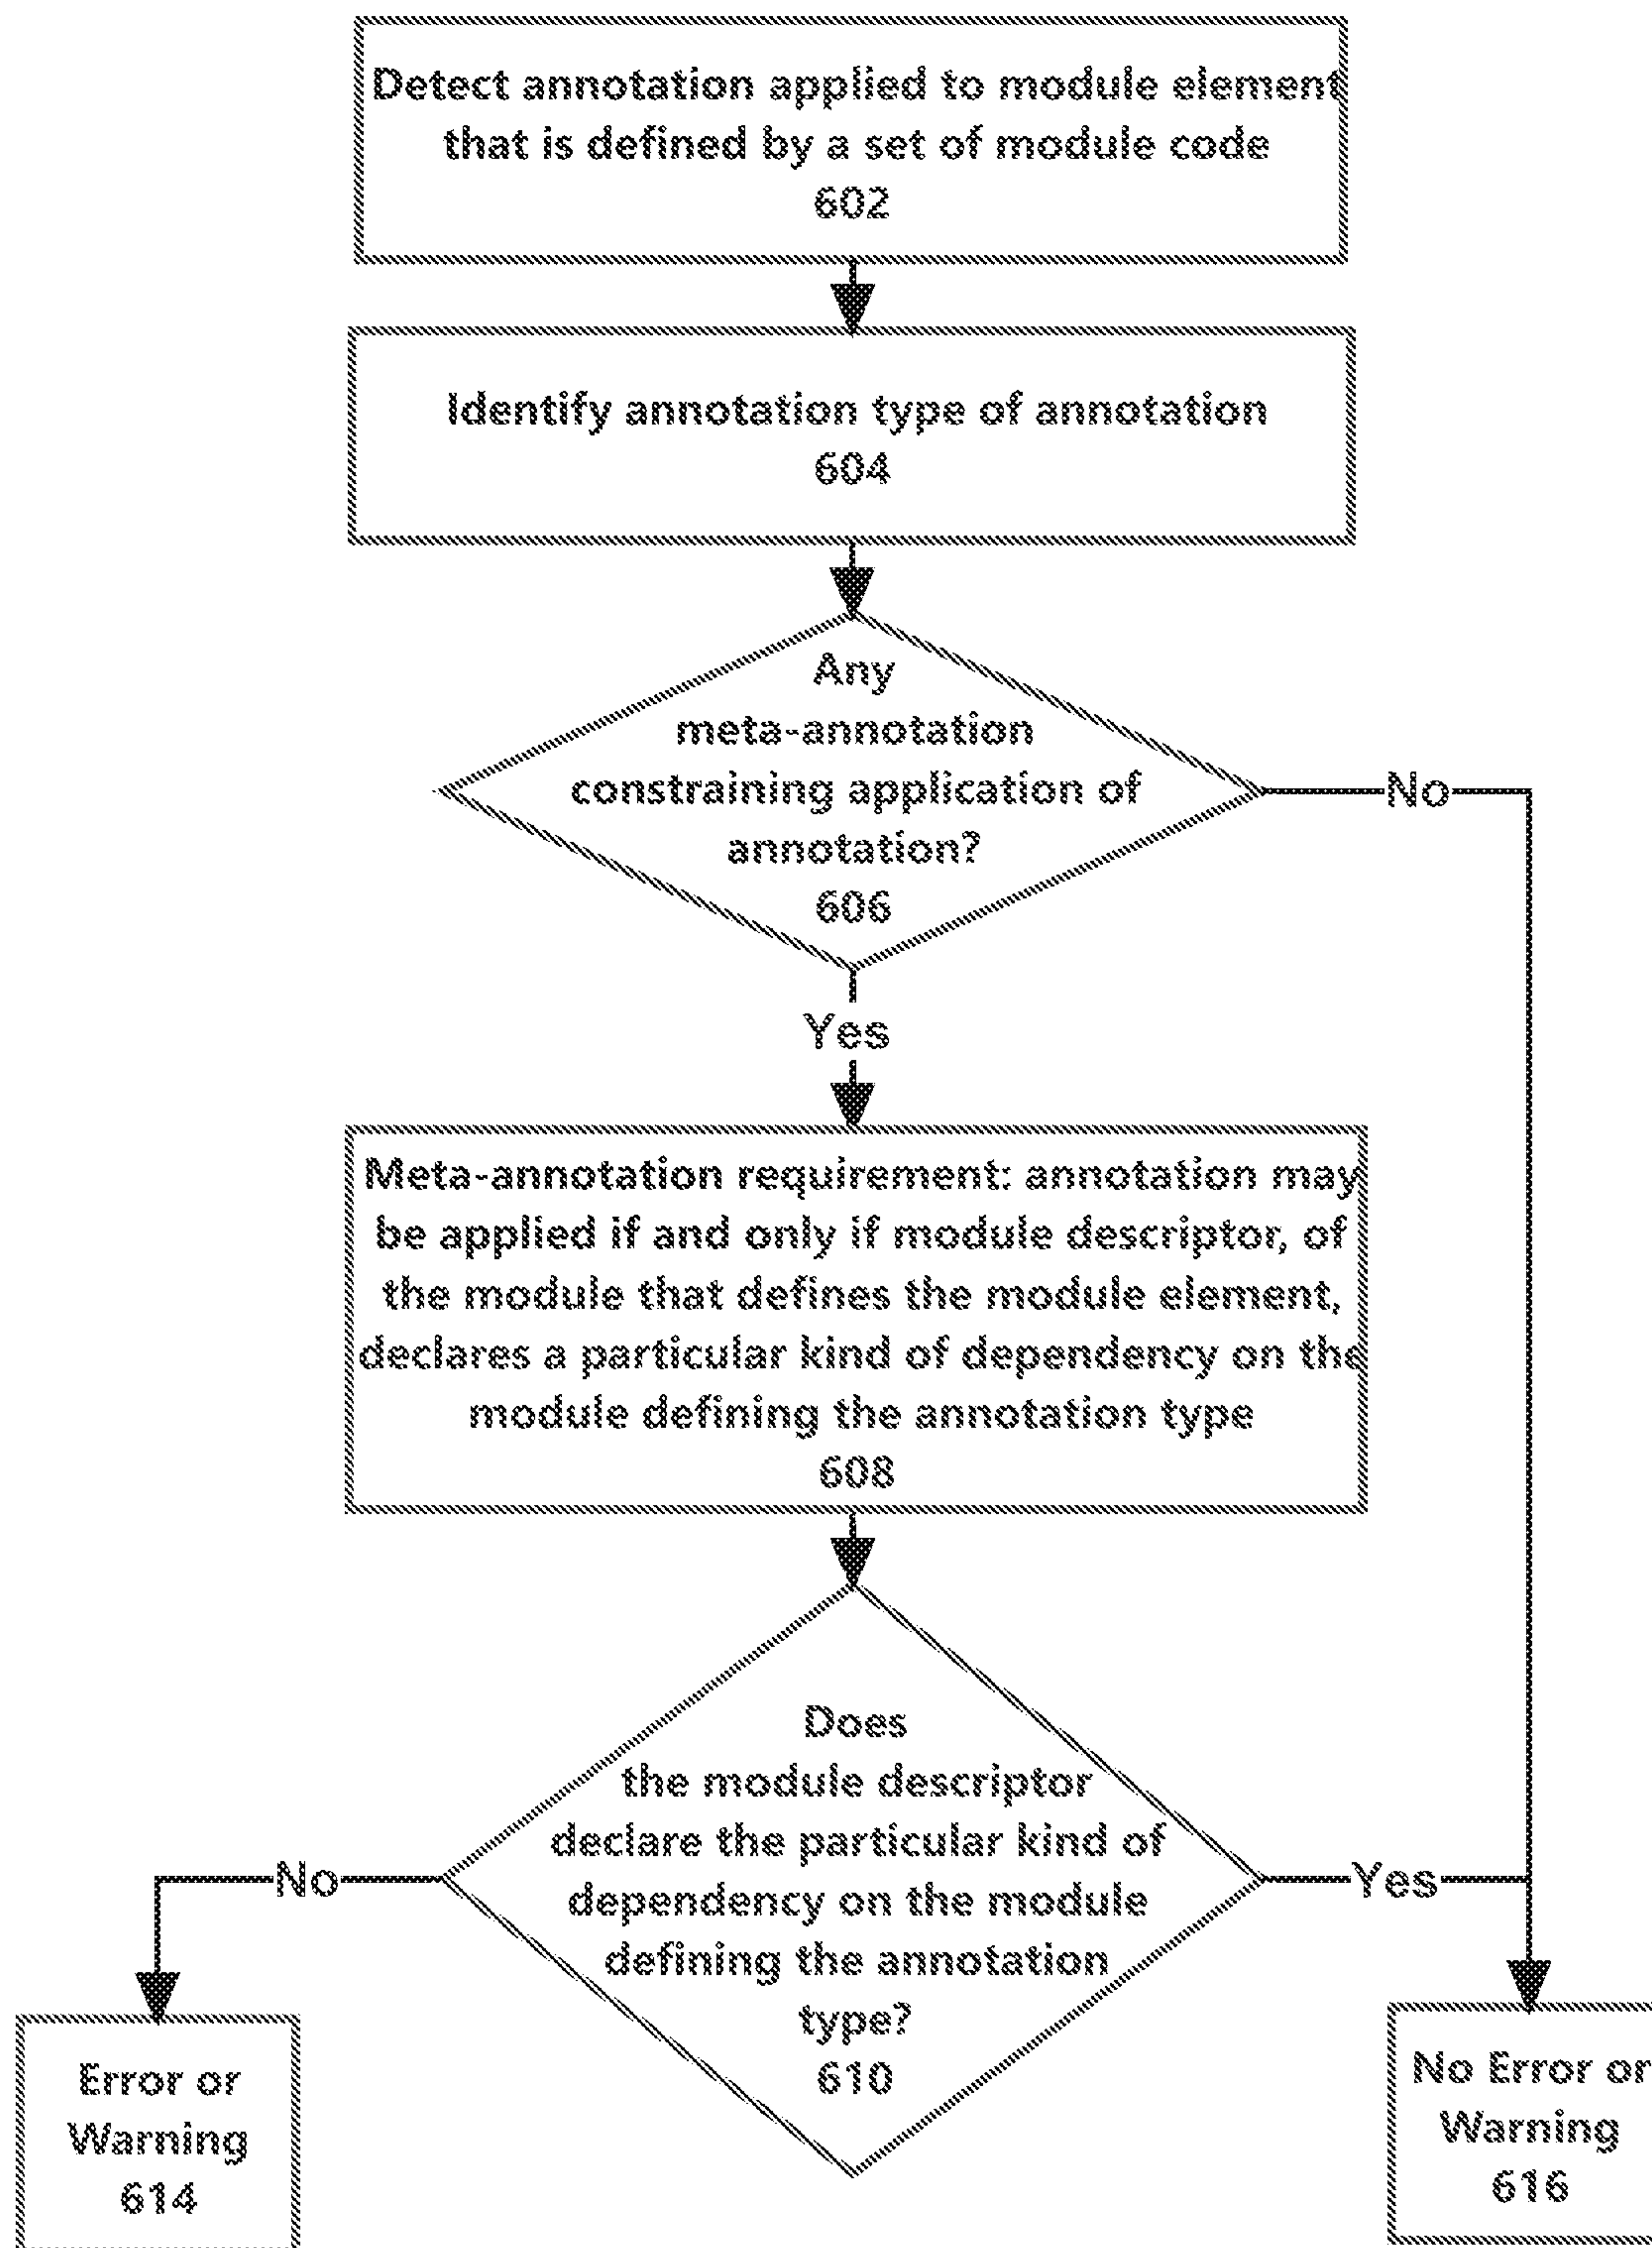 Detect annotation applied to module element
that is defined by a set of module code
602
Identify annotation type of annotation
604
Any
meta-annotation
constraining application of
annotation?
606
No
Yes
Meta-annotation requirement: annotation may
be applied if and only if module descriptor, of
the module that defines the module element,
declares a particular kind of dependency on the
module defining the annotation type
608
Does
the module descriptor
declare the particular kind of
dependency on the module
defining the annotation
type?
610
No
Yes
Error or
Warning
614
No Error or
Warning
616